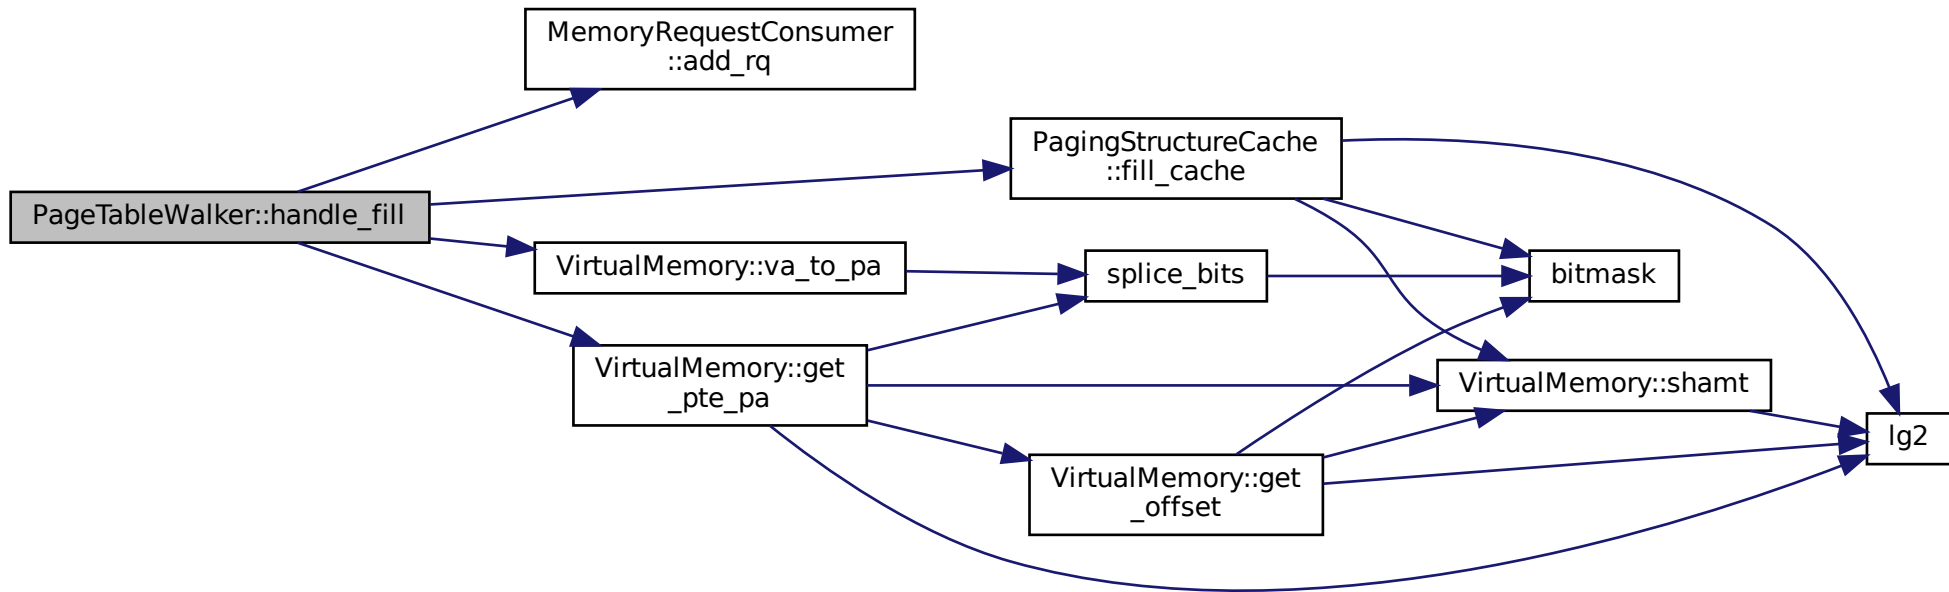 MemoryRequestConsumer
::add_rq
PageTableWalker::handle_fill
PagingStructureCache
::fill_cache
VirtualMemory::va_to_pa
splice_bits
bitmask
VirtualMemory::get
_pte_pa
VirtualMemory::shamt
lg2
VirtualMemory::get
_offset